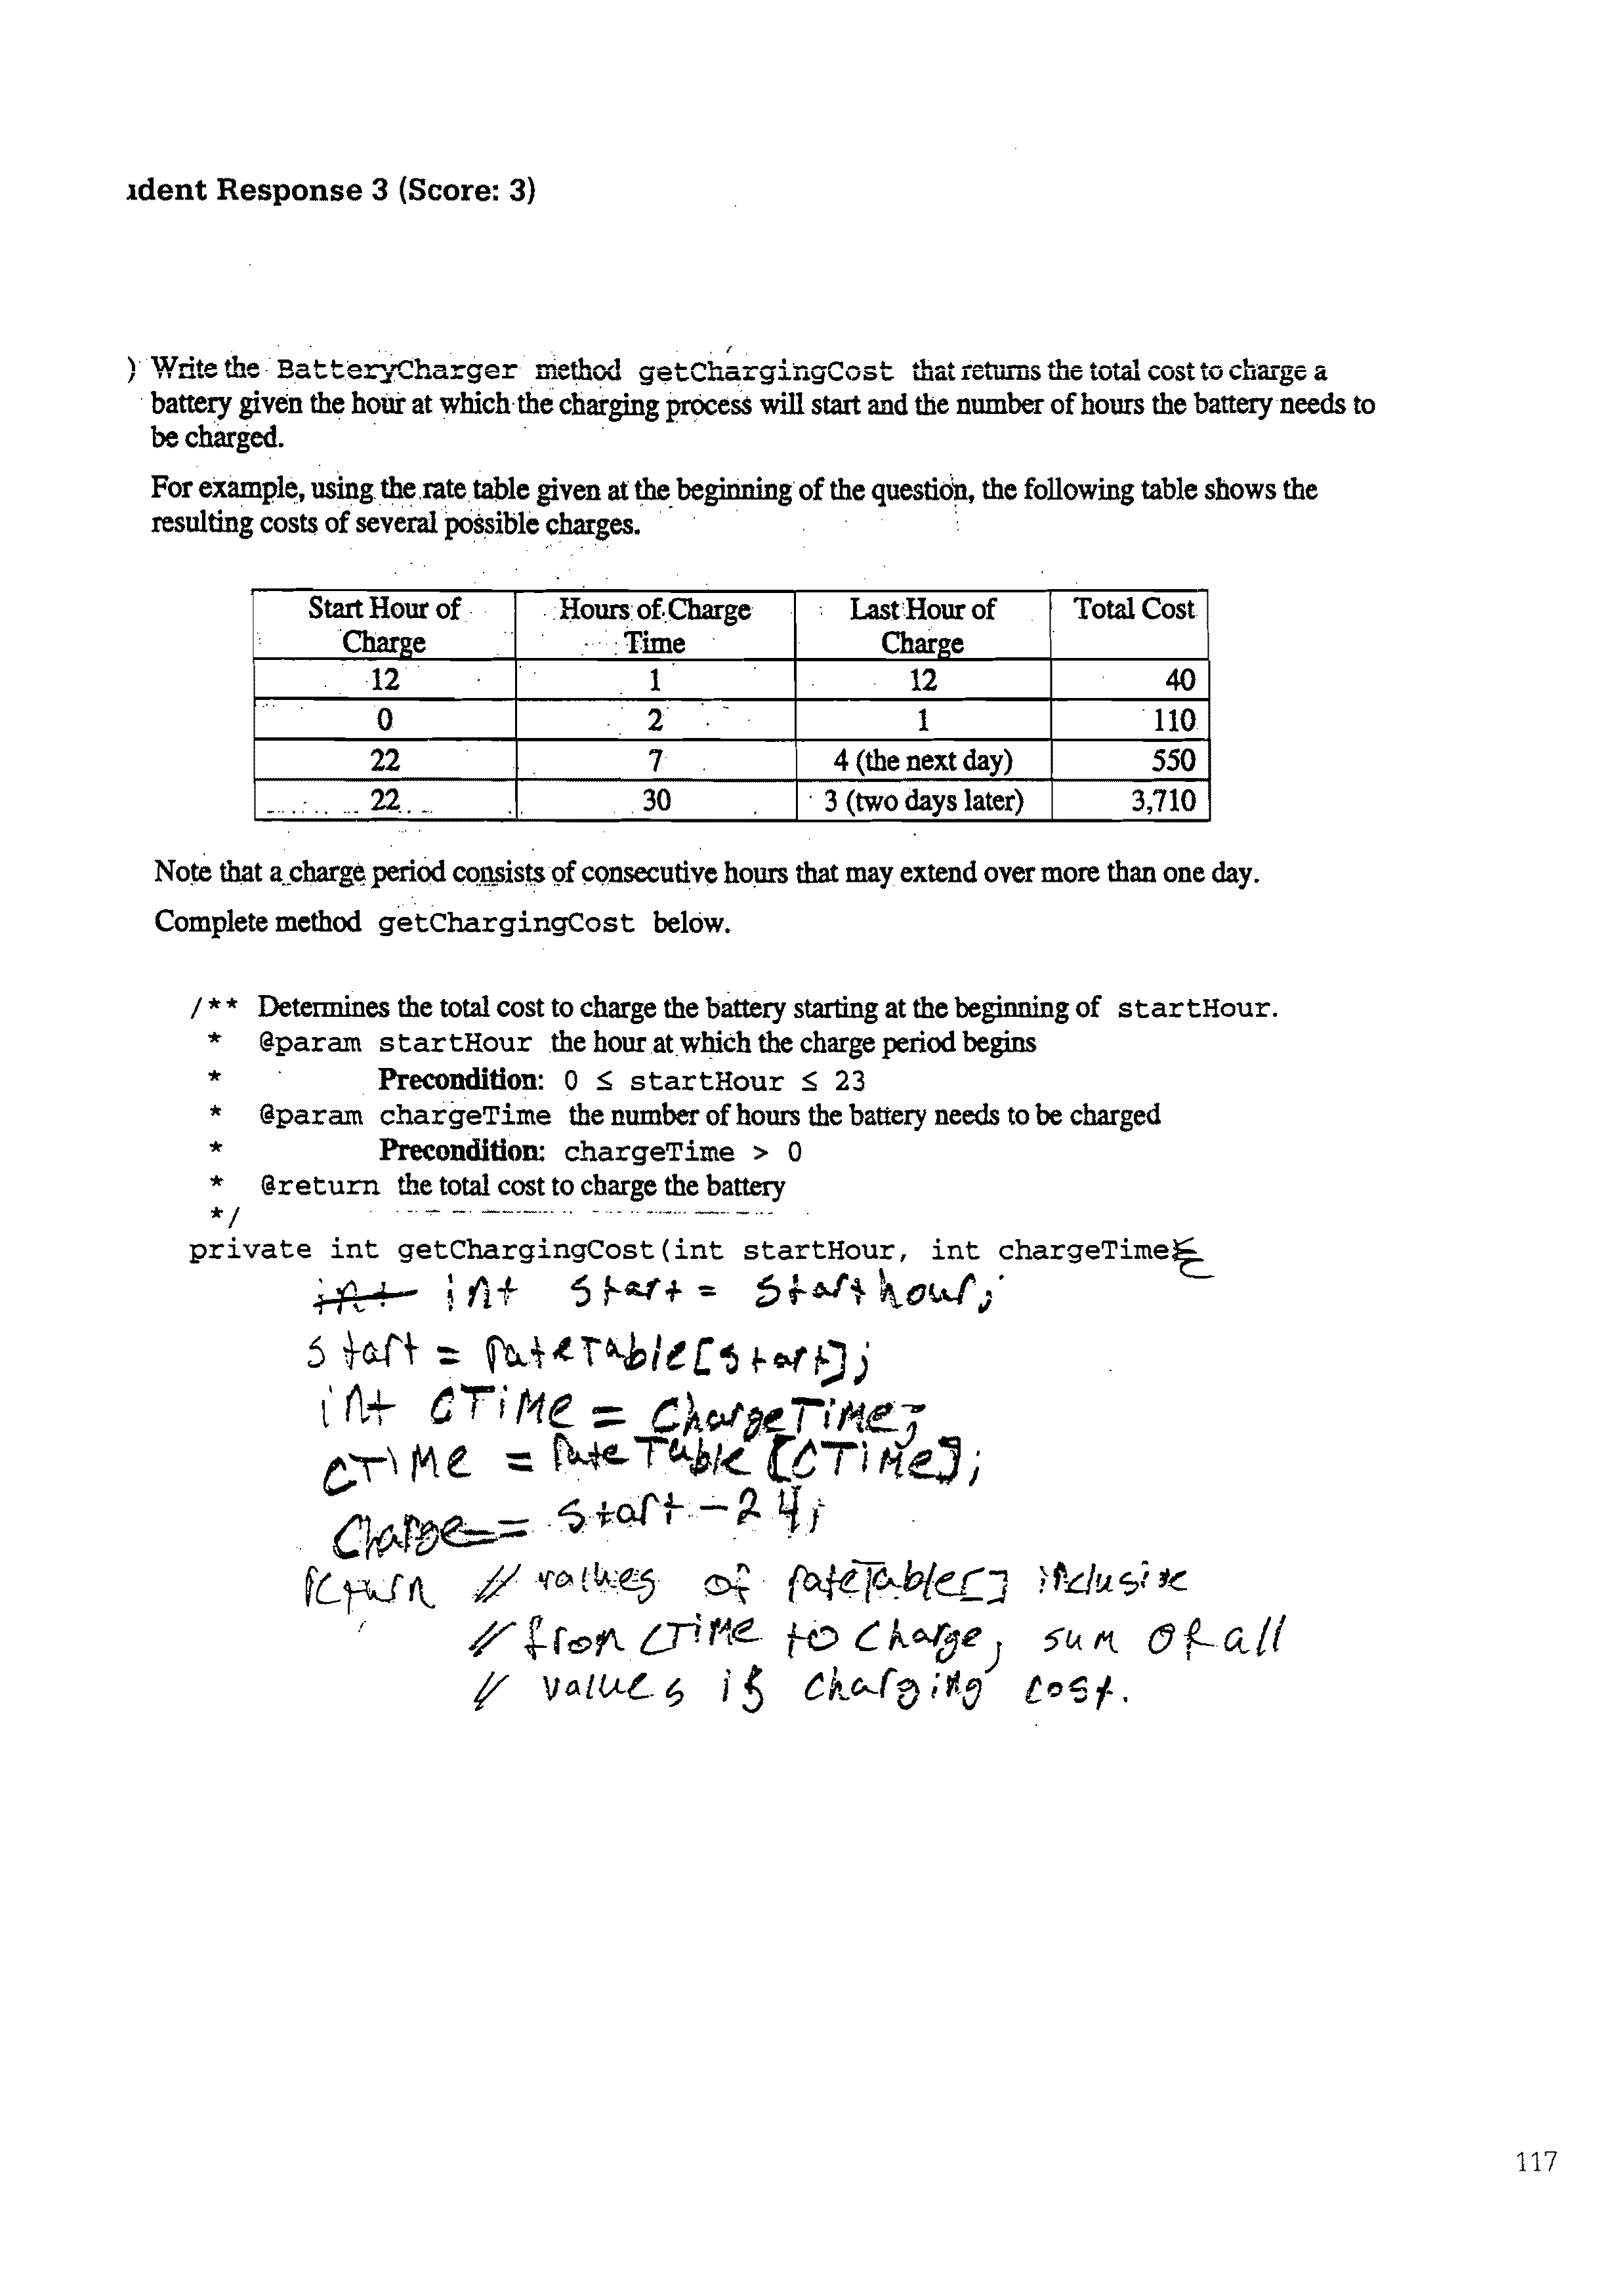 ıdent Response 3 (Score: 3)
) Write the BatteryCharger method getChargingCost that returns the total cost to charge a
battery given the hour at which the charging process will start and the number of hours the battery needs to
be charged.
For example, using the rate table given at the beginning of the question, the following table shows the
resulting costs of several possible charges.
Start Hour of Charge | Hours of Charge Time | Last Hour of Charge | Total Cost
12 | 1 | 12 | 40
0 | 2 | 1 | 110
22 | 7 | 4 (the next day) | 550
22 | 30 | 3 (two days later) | 3,710
Note that a charge period consists of consecutive hours that may extend over more than one day.
Complete method getChargingCost below.
/** Determines the total cost to charge the battery starting at the beginning of startHour.
* @param startHour the hour at which the charge period begins
* Precondition: 0 ≤ startHour ≤ 23
* @param chargeTime the number of hours the battery needs to be charged
* Precondition: chargeTime > 0
* @return the total cost to charge the battery
*/
private int getChargingCost(int startHour, int chargeTime
int int start = starthour;
start = rateTable[start];
int CTiMe = ChargeTiMe;
CTiMe = rateTable[CTiMe];
Charge = start - 24;
return // values of rateTable[] inclusive
// from CTiMe to Charge, sum of all
// values is charging cost.
117